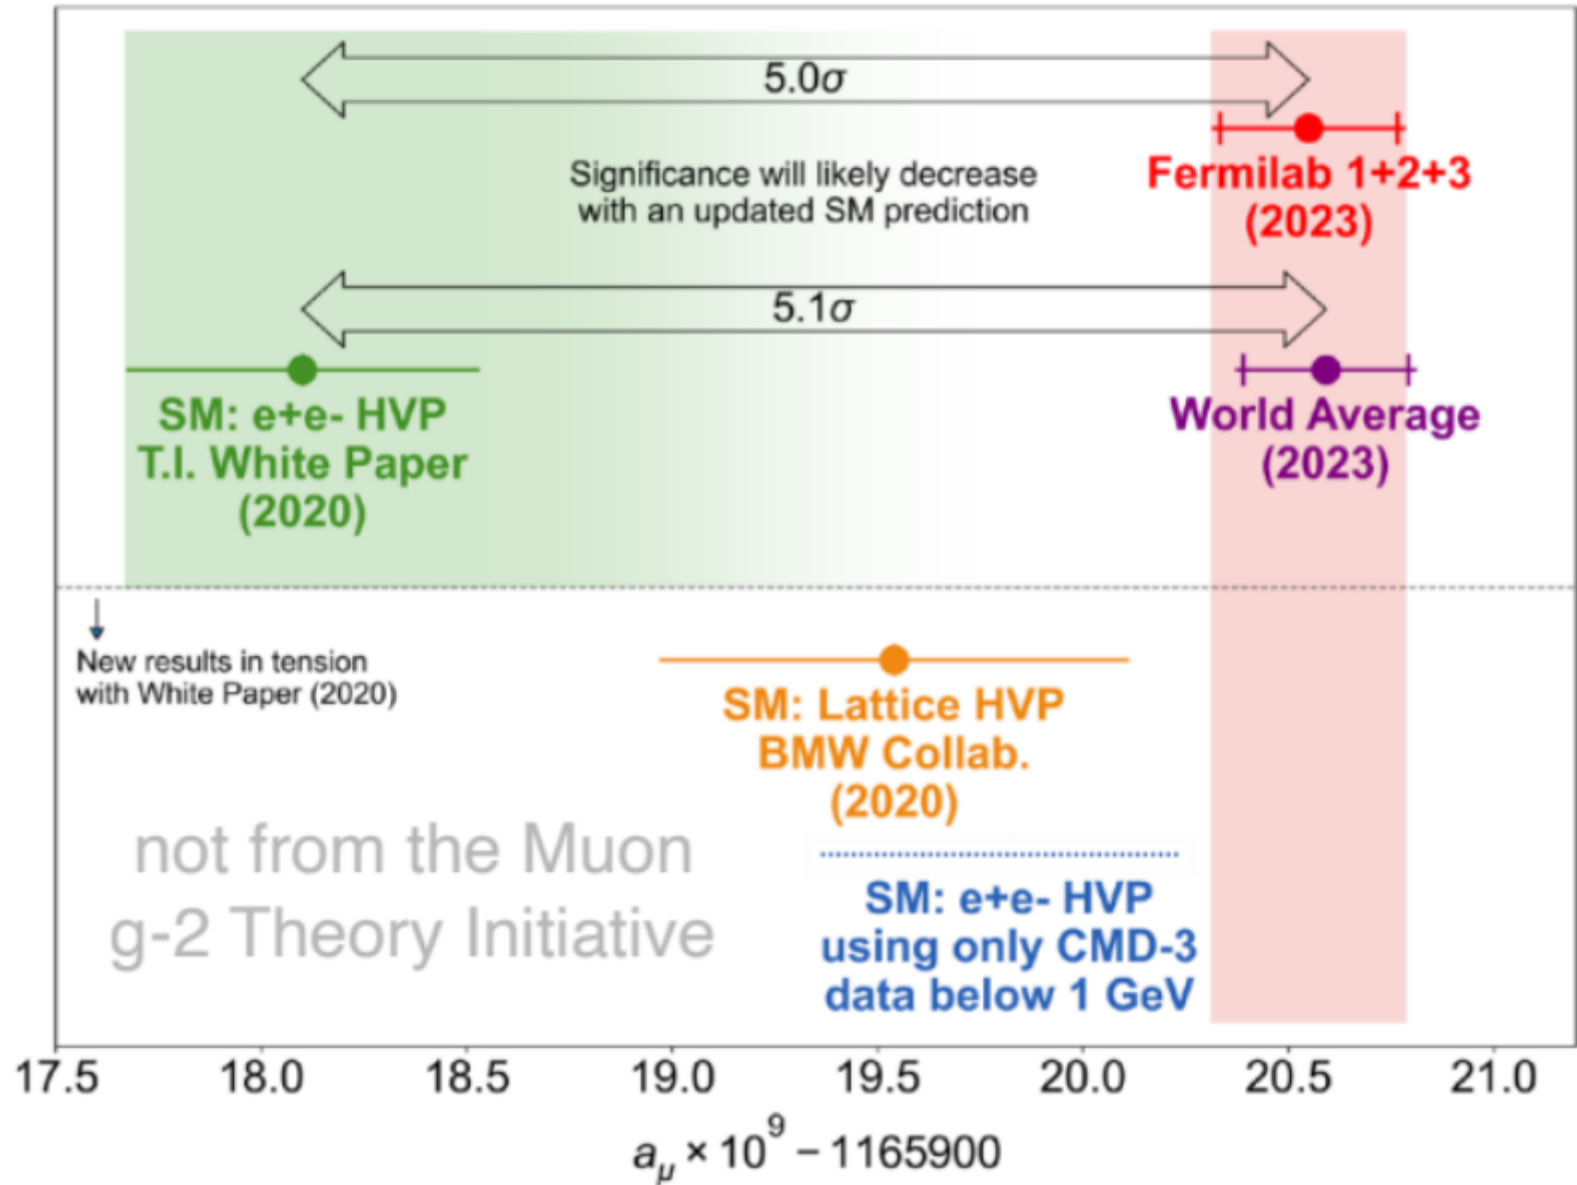 5.0σ
Significance will likely decrease
with an updated SM prediction
Fermilab 1+2+3
(2023)
5.1σ
SM: e+e- HVP
T.I. White Paper
(2020)
World Average
(2023)
New results in tension
with White Paper (2020)
SM: Lattice HVP
BMW Collab.
(2020)
not from the Muon
g-2 Theory Initiative
SM: e+e- HVP
using only CMD-3
data below 1 GeV
17.5 18.0 18.5 19.0 19.5 20.0 20.5 21.0
aμ × 10⁹ − 1165900